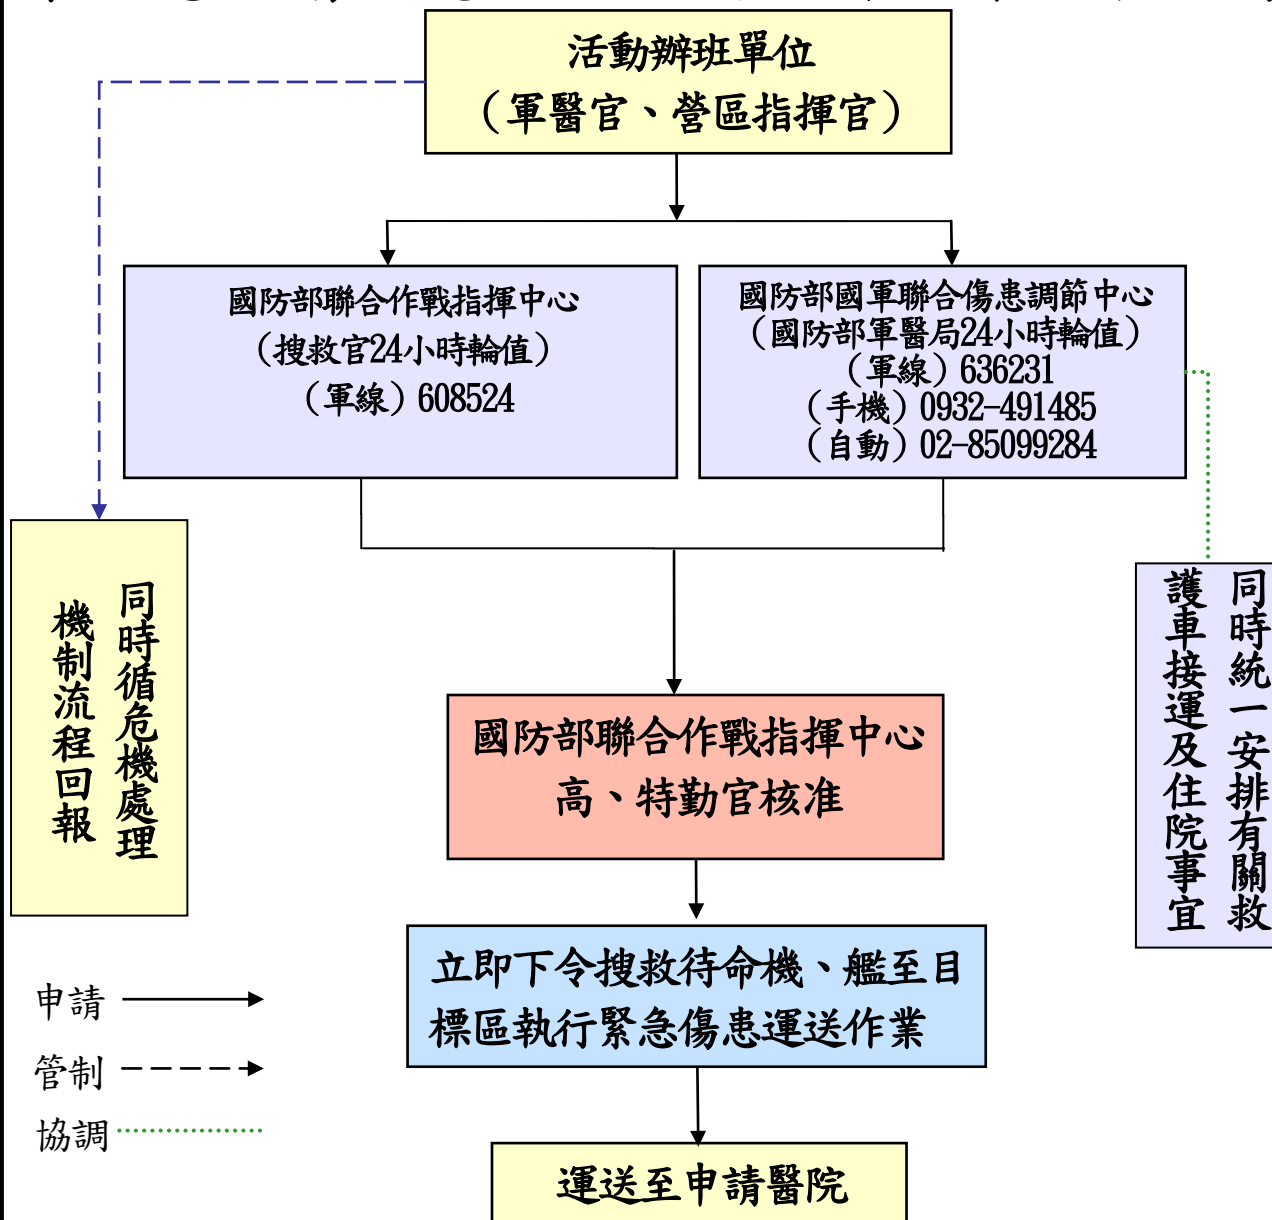 活動辦班單位
（軍醫官、營區指揮官）
國防部聯合作戰指揮中心
（搜救官24小時輪值）
（軍線）608524
國防部國軍聯合傷患調節中心
（國防部軍醫局24小時輪值）
（軍線）636231
（手機）0932-491485
（自動）02-85099284
同時循危機處理
機制流程回報
同時統一安排有關救
護車接運及住院事宜
國防部聯合作戰指揮中心
高、特勤官核准
立即下令搜救待命機、艦至目
標區執行緊急傷患運送作業
申請
管制
協調
運送至申請醫院